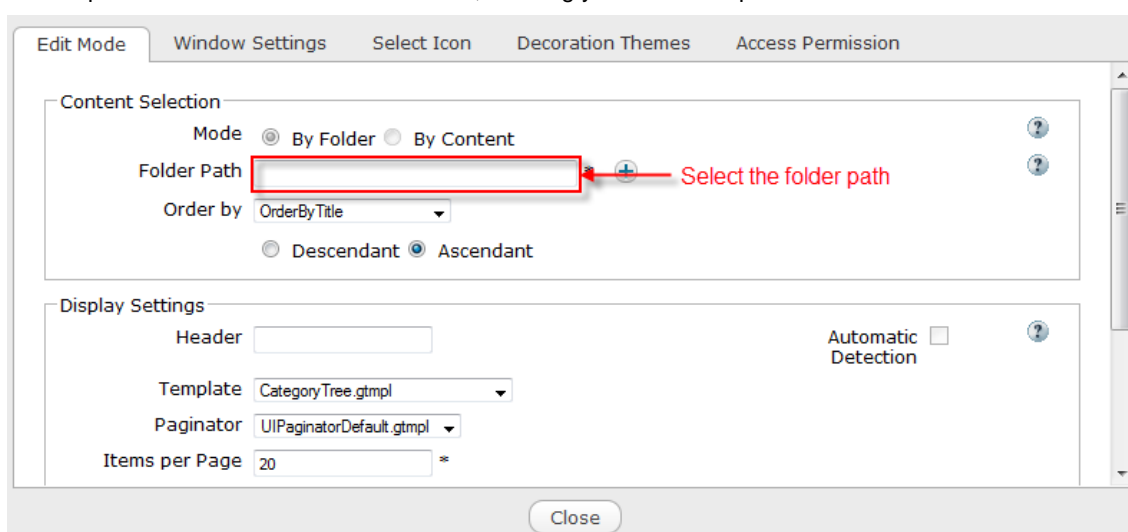 Edit Mode Window Settings Select Icon Decoration Themes Access Permission
Content Selection
Mode By Folder By Content
Folder Path * Select the folder path
Order by OrderByTitle
Descendant Ascendant
Display Settings
Header Automatic Detection
Template CategoryTree.gtmpl
Paginator UIPaginatorDefault.gtmpl
Items per Page 20 *
Close